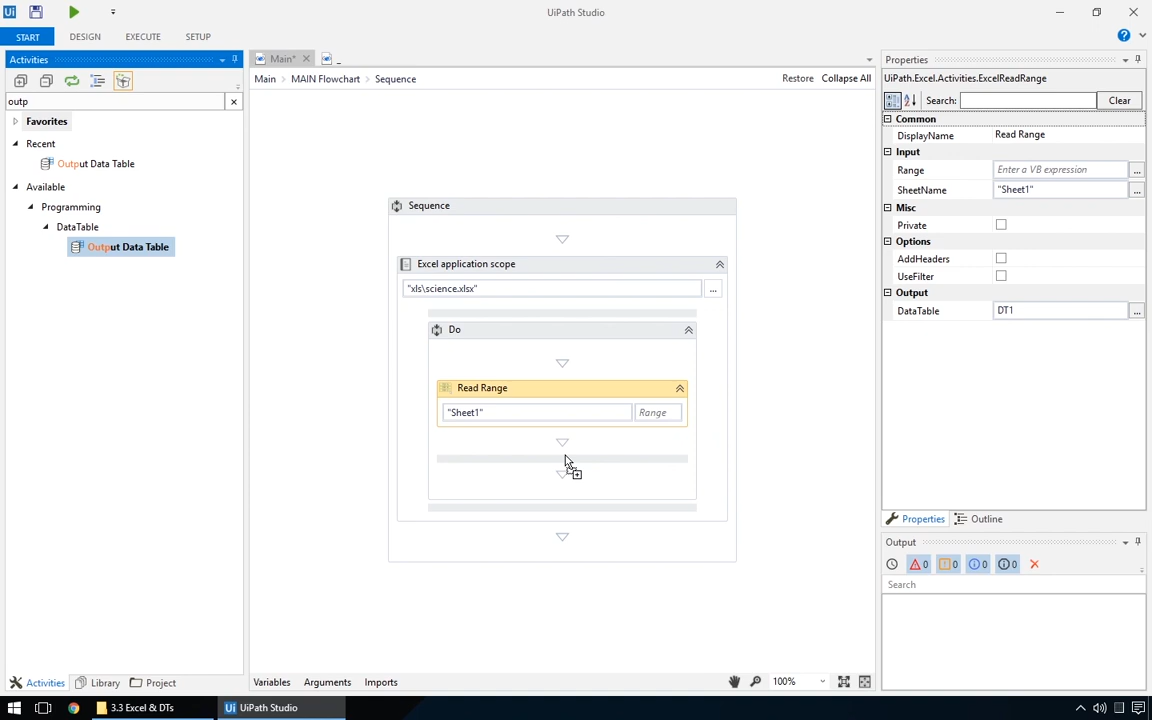 Ui
UiPath Studio
START DESIGN EXECUTE SETUP
?
Activities
outp
Favorites
Recent
Output Data Table
Available
Programming
DataTable
Output Data Table
Activities Library Project
Main* _
Main > MAIN Flowchart > Sequence Restore Collapse All
Sequence
Excel application scope
"xls\science.xlsx" ...
Do
Read Range
"Sheet1" Range
Variables Arguments Imports 100%
Properties
UiPath.Excel.Activities.ExcelReadRange
Search: Clear
Common
DisplayName Read Range
Input
Range Enter a VB expression ...
SheetName "Sheet1" ...
Misc
Private
Options
AddHeaders
UseFilter
Output
DataTable DT1 ...
Properties Outline
Output
0 0 0 0
Search
3.3 Excel & DTs Ui UiPath Studio